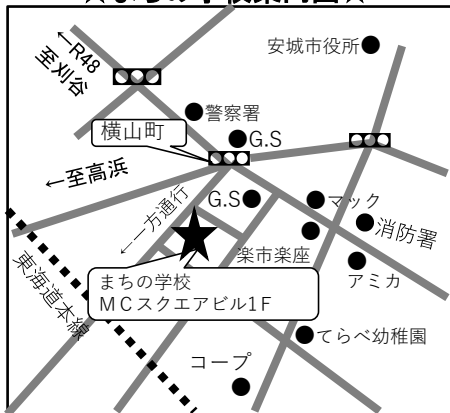 ☆まちの学校案内図☆
←R48
至刈谷
安城市役所
警察署
横山町
G.S
←至高浜
←一方通行
G.S
マック
消防署
楽市楽座
アミカ
東海道本線
まちの学校
ＭＣスクエアビル1Ｆ
てらべ幼稚園
コープ